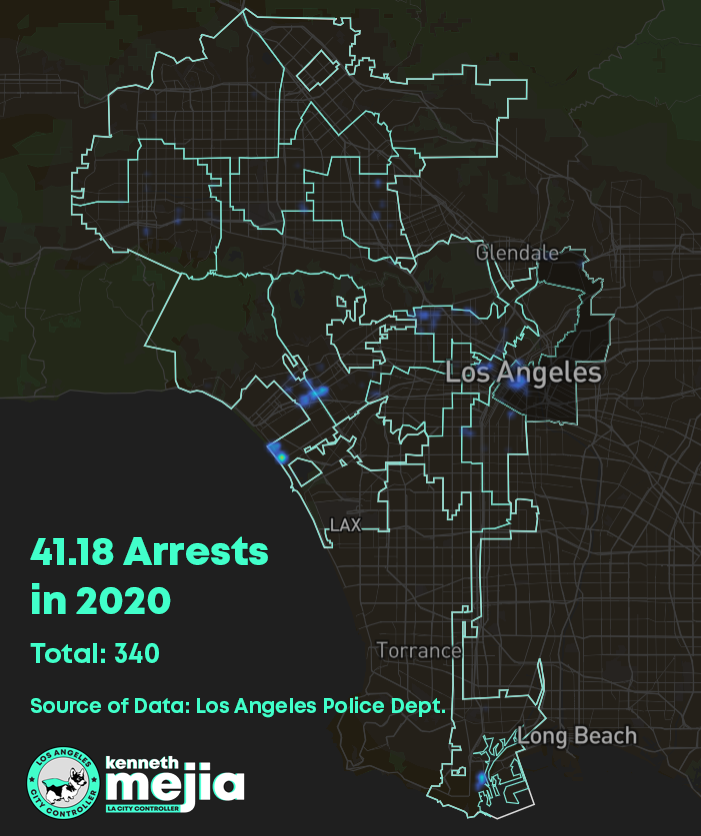 Glendale
Los Angeles
LAX
41.18 Arrests
in 2020
Total: 340
Torrance
Source of Data: Los Angeles Police Dept.
Long Beach
LOS ANGELES
CITY CONTROLLER
kenneth
mejia
LA CITY CONTROLLER